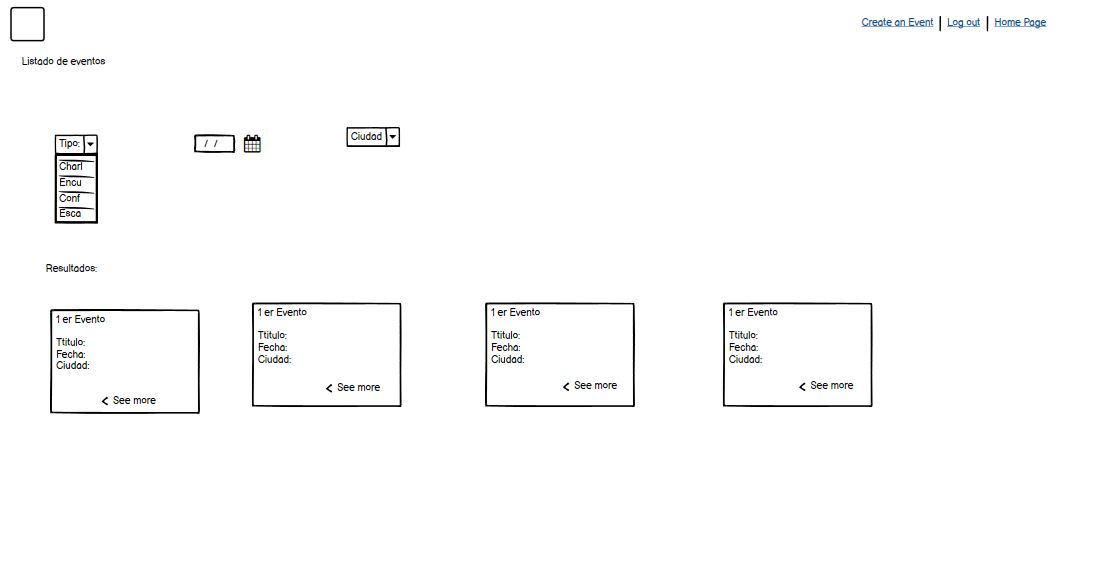 Create an Event | Log out | Home Page
Listado de eventos
Tipo:
/ /
Ciudad
Charl
Encu
Conf
Esca
Resultados:
1 er Evento
Ttitulo:
Fecha:
Ciudad:
See more
1 er Evento
Ttitulo:
Fecha:
Ciudad:
See more
1 er Evento
Ttitulo:
Fecha:
Ciudad:
See more
1 er Evento
Ttitulo:
Fecha:
Ciudad:
See more